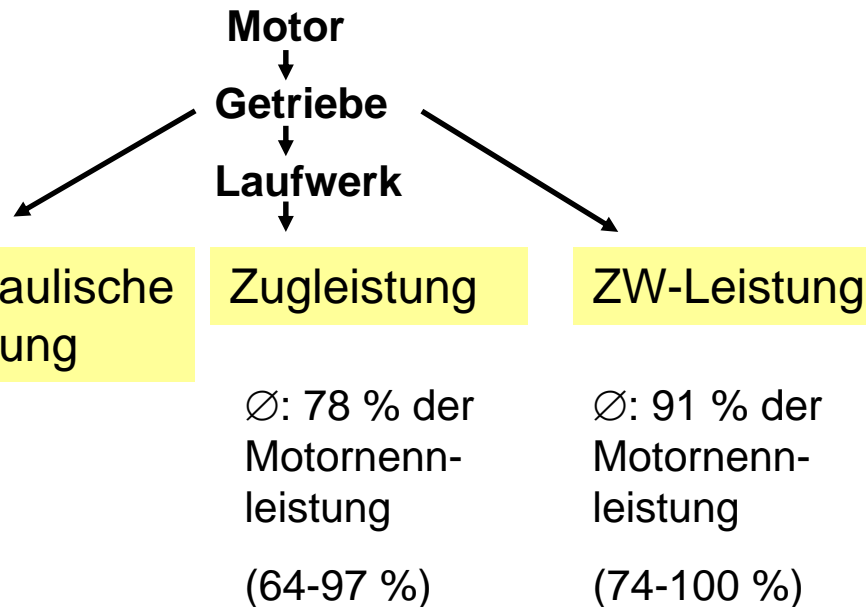 Motor
Getriebe
Laufwerk
aulische
ung
Zugleistung
ZW-Leistung
∅: 78 % der
Motornenn-
leistung
(64-97 %)
∅: 91 % der
Motornenn-
leistung
(74-100 %)